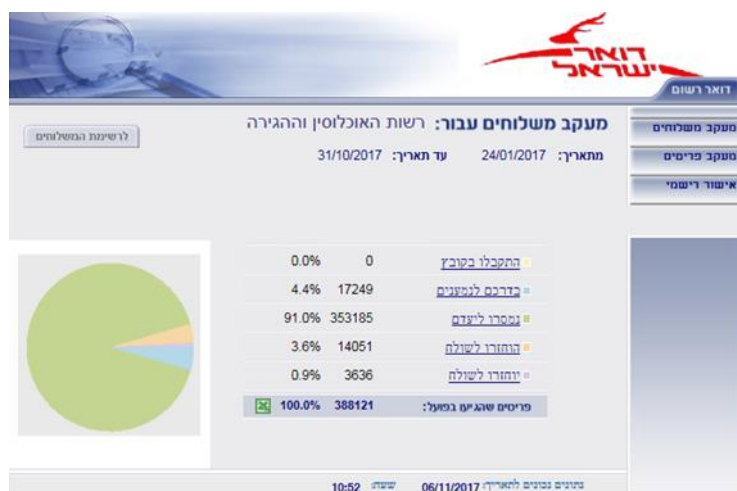 דואר
ישראל
דואר רשום
מעקב משלוחים
מעקב פריטים
אישור רישמי
מעקב משלוחים עבור: רשות האוכלוסין וההגירה
לרשימת המשלוחים
מתאריך: 24/01/2017 עד תאריך: 31/10/2017
התקבלו בקובץ 0 0.0%
בדרכם לנמענים 17249 4.4%
נמסרו ליעדם 353185 91.0%
הוחזרו לשולח 14051 3.6%
יוחזרו לשולח 3636 0.9%
פריטים שהגיעו בפועל: 388121 100.0%
נתונים נכונים לתאריך: 06/11/2017 שעה: 10:52